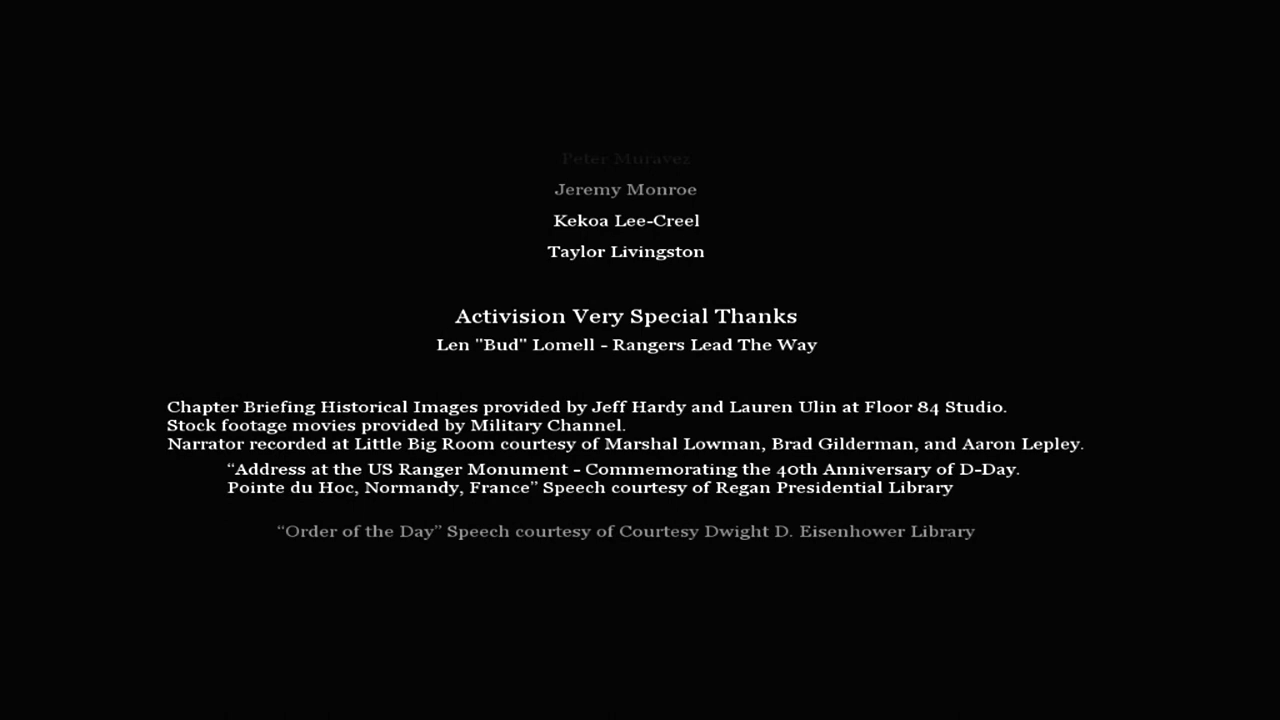 Peter Muravez
Jeremy Monroe
Kekoa Lee-Creel
Taylor Livingston
Activision Very Special Thanks
Len "Bud" Lomell - Rangers Lead The Way
Chapter Briefing Historical Images provided by Jeff Hardy and Lauren Ulin at Floor 84 Studio.
Stock footage movies provided by Military Channel.
Narrator recorded at Little Big Room courtesy of Marshal Lowman, Brad Gilderman, and Aaron Lepley.
“Address at the US Ranger Monument - Commemorating the 40th Anniversary of D-Day.
Pointe du Hoc, Normandy, France” Speech courtesy of Regan Presidential Library
“Order of the Day” Speech courtesy of Courtesy Dwight D. Eisenhower Library